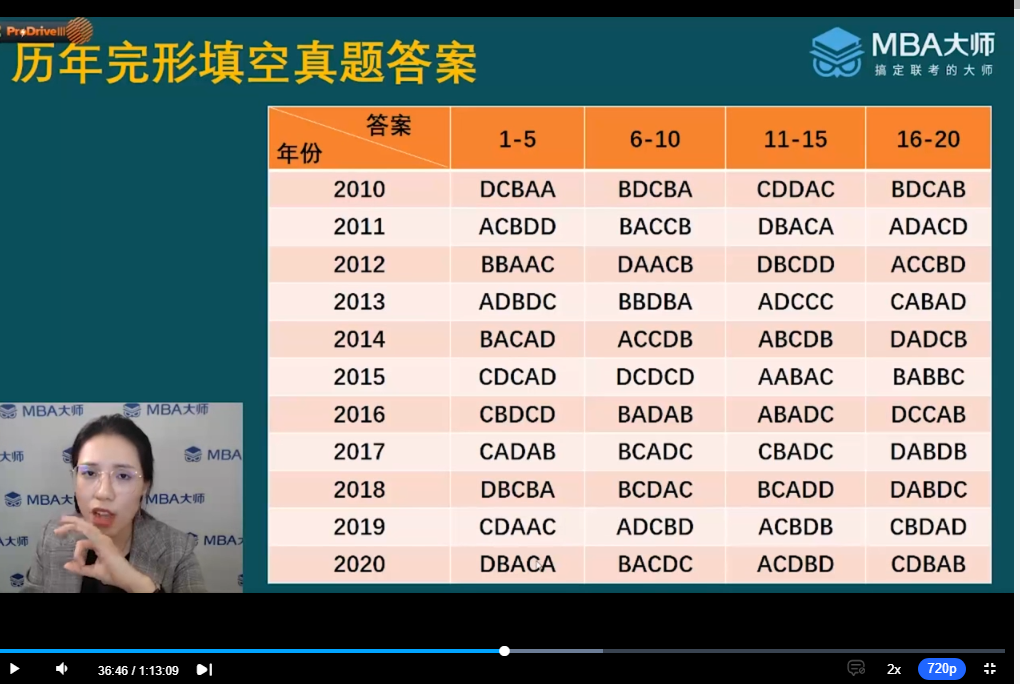 ProDrivell
历年完形填空真题答案
MBA大师
搞定联考的大师
答案
年份
1-5 6-10 11-15 16-20
2010 DCBAA BDCBA CDDAC BDCAB
2011 ACBDD BACCB DBACA ADACD
2012 BBAAC DAACB DBCDD ACCBD
2013 ADBDC BBDBA ADCCC CABAD
2014 BACAD ACCDB ABCDB DADCB
2015 CDCAD DCDCD AABAC BABBC
2016 CBDCD BADAB ABADC DCCAB
2017 CADAB BCADC CBADC DABDB
2018 DBCBA BCDAC BCADD DABDC
2019 CDAAC ADCBD ACBDB CBDAD
2020 DBACA BACDC ACDBD CDBAB
MBA大师 MBA大师
大师 MBA
MBA大 MBA大师
大师 MBA
36:46 / 1:13:09 2x 720p